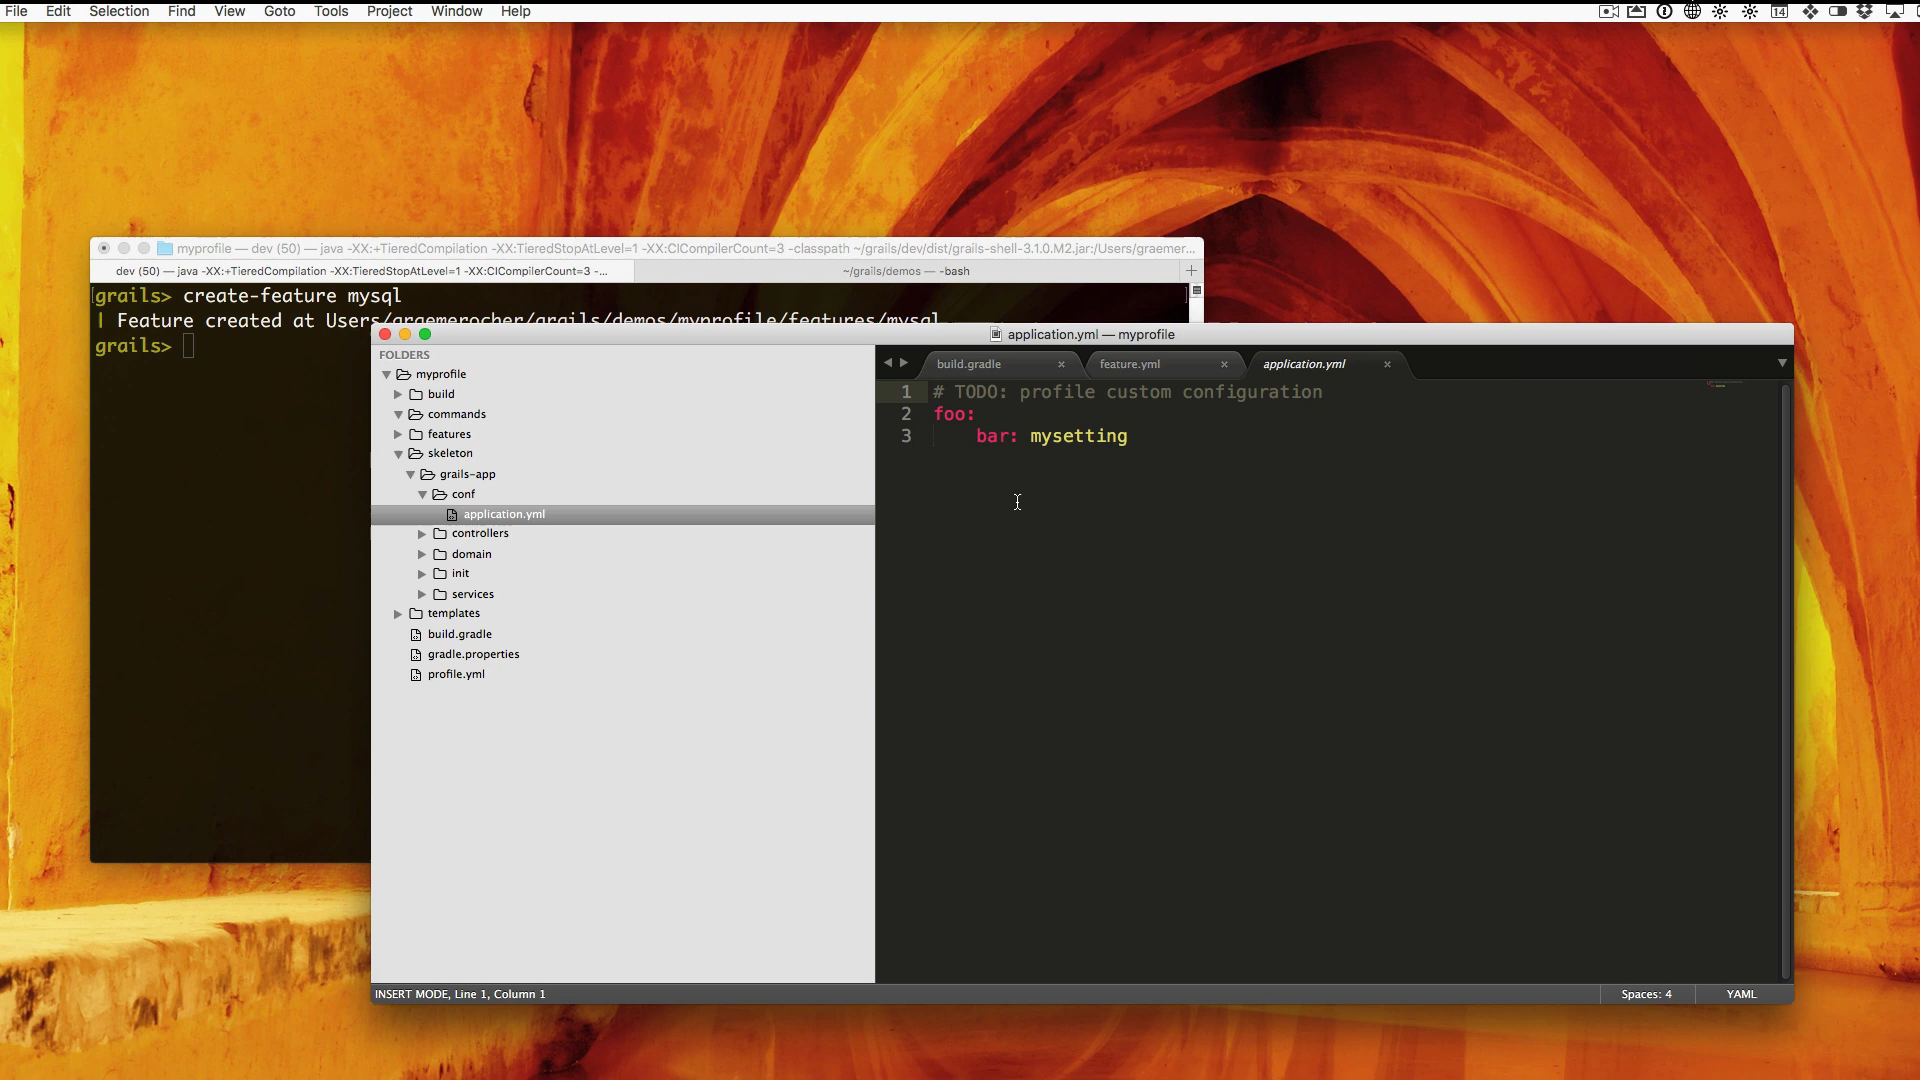 File Edit Selection Find View Goto Tools Project Window Help
14
myprofile — dev (50) — java -XX:+TieredCompilation -XX:TieredStopAtLevel=1 -XX:CICompilerCount=3 -classpath ~/grails/dev/dist/grails-shell-3.1.0.M2.jar:/Users/graemer...
dev (50) — java -XX:+TieredCompilation -XX:TieredStopAtLevel=1 -XX:CICompilerCount=3 -...
~/grails/demos — -bash
grails> create-feature mysql
| Feature created at Users/graemerocher/grails/demos/myprofile/features/mysql
grails>
application.yml — myprofile
FOLDERS
myprofile
build
commands
features
skeleton
grails-app
conf
application.yml
controllers
domain
init
services
templates
build.gradle
gradle.properties
profile.yml
build.gradle × feature.yml × application.yml ×
1 # TODO: profile custom configuration
2 foo:
3 bar: mysetting
INSERT MODE, Line 1, Column 1
Spaces: 4
YAML